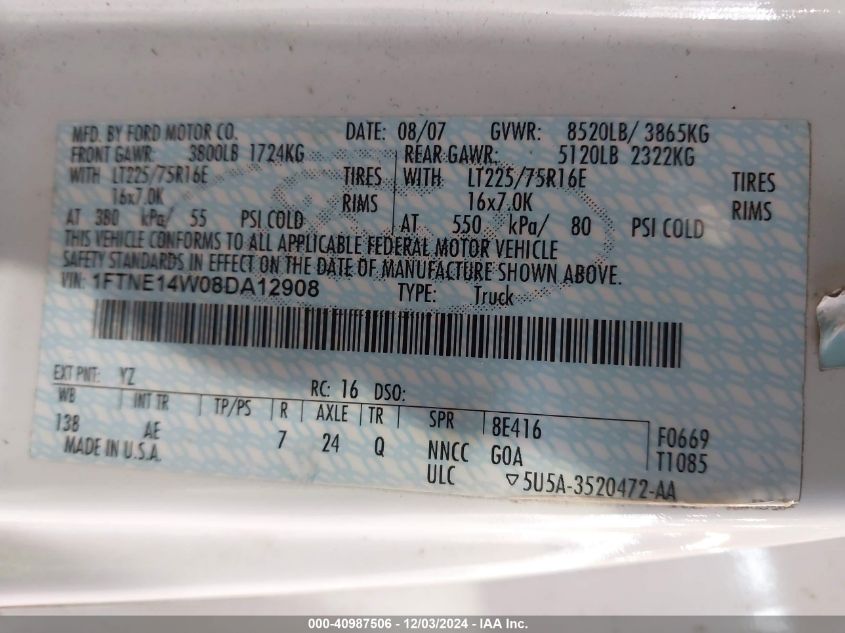 MFD. BY FORD MOTOR CO. DATE: 08/07 GVWR: 8520LB/ 3865KG
FRONT GAWR: 3800LB 1724KG REAR GAWR: 5120LB 2322KG
WITH LT225/75R16E TIRES WITH LT225/75R16E TIRES
16x7.0K RIMS 16x7.0K RIMS
AT 380 kPa/ 55 PSI COLD AT 550 kPa/ 80 PSI COLD
THIS VEHICLE CONFORMS TO ALL APPLICABLE FEDERAL MOTOR VEHICLE
SAFETY STANDARDS IN EFFECT ON THE DATE OF MANUFACTURE SHOWN ABOVE.
VIN: 1FTNE14W08DA12908 TYPE: Truck
EXT PNT: YZ RC: 16 DSO:
WB INT TR TP/PS R AXLE TR SPR 8E416 F0669
138 AE 7 24 Q NNCC G0A T1085
MADE IN U.S.A. ULC ▽5U5A-3520472-AA
000-40987506 - 12/03/2024 - IAA Inc.